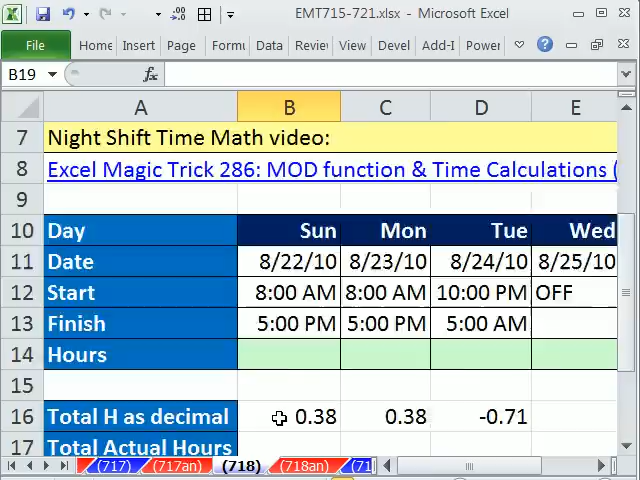 EMT715-721.xlsx - Microsoft Excel
File Home Insert Page Formu Data Review View Devel Add-I Power
B19 fx
A B C D E
7 Night Shift Time Math video:
8 Excel Magic Trick 286: MOD function & Time Calculations (
9
10 Day Sun Mon Tue Wed
11 Date 8/22/10 8/23/10 8/24/10 8/25/10
12 Start 8:00 AM 8:00 AM 10:00 PM OFF
13 Finish 5:00 PM 5:00 PM 5:00 AM
14 Hours
15
16 Total H as decimal 0.38 0.38 -0.71
17 Total Actual Hours
(717) (717an) (718) (718an) (71